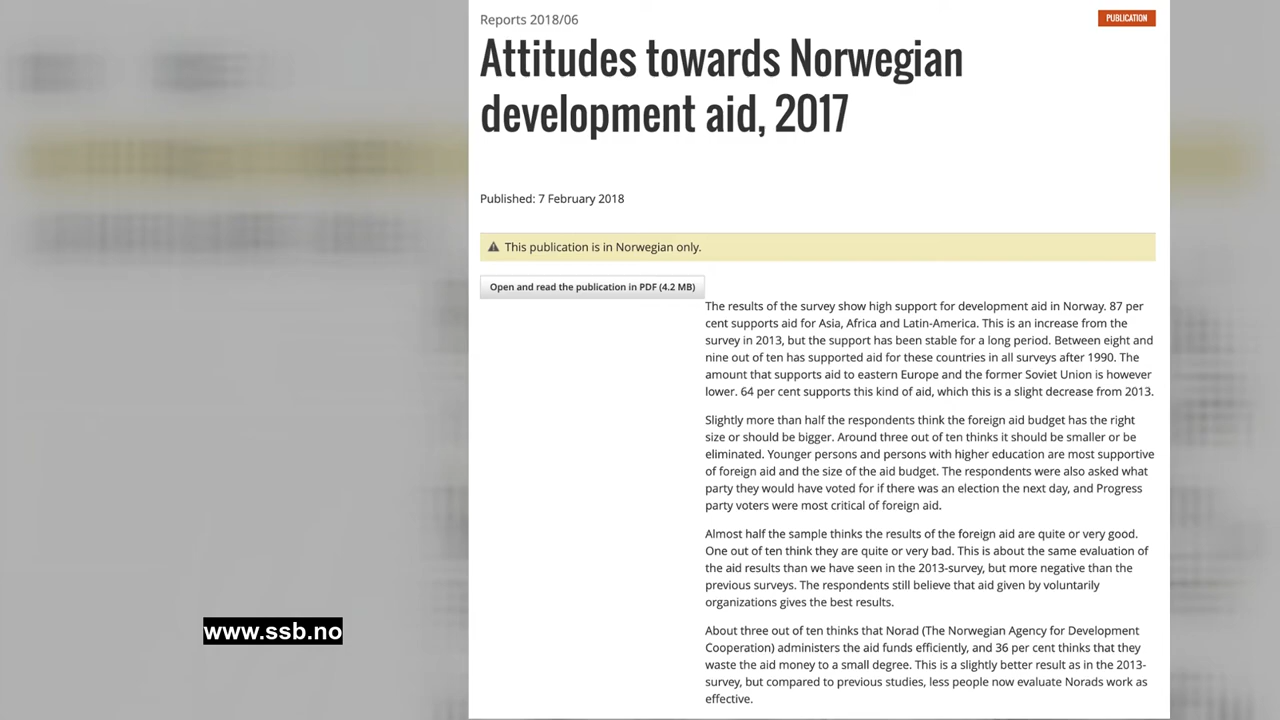 Reports 2018/06
PUBLICATION
Attitudes towards Norwegian
development aid, 2017
Published: 7 February 2018
This publication is in Norwegian only.
Open and read the publication in PDF (4.2 MB)
The results of the survey show high support for development aid in Norway. 87 per
cent supports aid for Asia, Africa and Latin-America. This is an increase from the
survey in 2013, but the support has been stable for a long period. Between eight and
nine out of ten has supported aid for these countries in all surveys after 1990. The
amount that supports aid to eastern Europe and the former Soviet Union is however
lower. 64 per cent supports this kind of aid, which this is a slight decrease from 2013.
Slightly more than half the respondents think the foreign aid budget has the right
size or should be bigger. Around three out of ten thinks it should be smaller or be
eliminated. Younger persons and persons with higher education are most supportive
of foreign aid and the size of the aid budget. The respondents were also asked what
party they would have voted for if there was an election the next day, and Progress
party voters were most critical of foreign aid.
Almost half the sample thinks the results of the foreign aid are quite or very good.
One out of ten think they are quite or very bad. This is about the same evaluation of
the aid results than we have seen in the 2013-survey, but more negative than the
previous surveys. The respondents still believe that aid given by voluntarily
organizations gives the best results.
About three out of ten thinks that Norad (The Norwegian Agency for Development
Cooperation) administers the aid funds efficiently, and 36 per cent thinks that they
waste the aid money to a small degree. This is a slightly better result as in the 2013-
survey, but compared to previous studies, less people now evaluate Norads work as
effective.
www.ssb.no